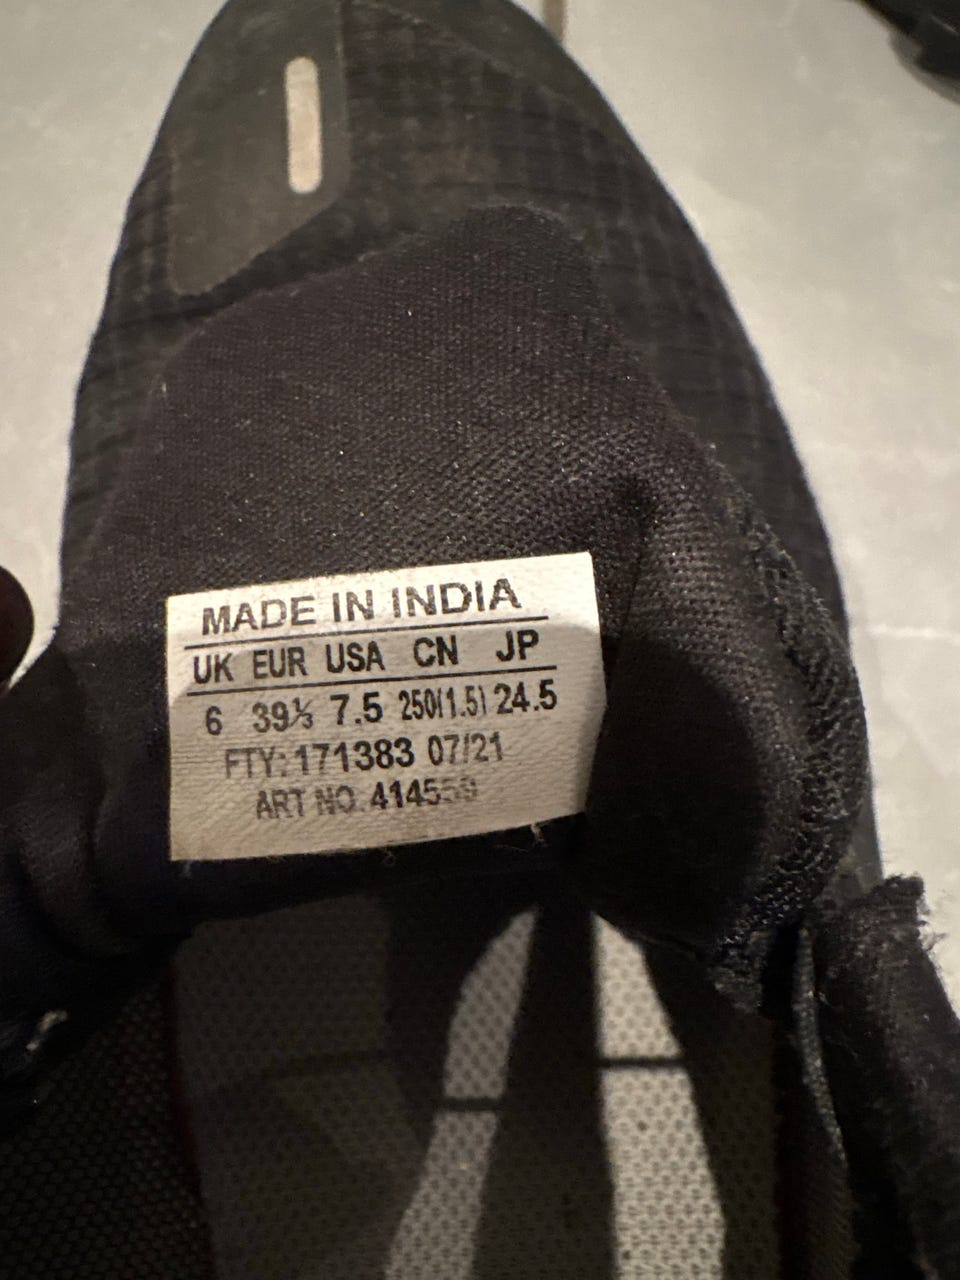 MADE IN INDIA
UK EUR USA CN JP
6 39⅓ 7.5 250(1.5) 24.5
FTY: 171383 07/21
ART NO.